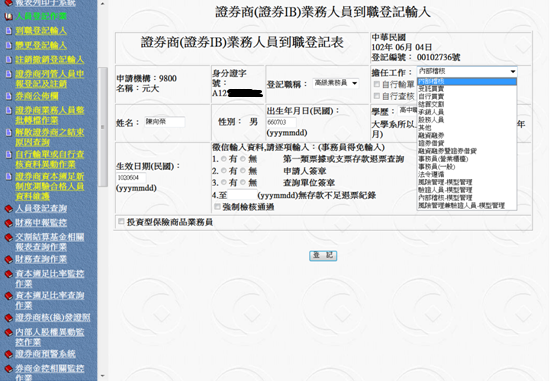 報表列印子系統
人員登記作業
到職登記輸入
變更登記輸入
註銷撤銷登記輸入
證券商列管人員申
報登記及註銷
券商公佈欄
證券商業務人員整
批轉檔作業
解散證券商之結束
原因查詢
自行輸單或自行查
核資料異動作業
證券商資本適足新
制度測驗合格人員
資料維護
人員登記查詢
財務申報監控
交割結算基金相關
報表查詢作業
財務查詢作業
資本適足比率監控
作業
資本適足比率查詢
作業
證券商核(換)發證照
內部人股權異動監
控作業
證券商預警系統
券商金控相關監控
作業
證券商(證券IB)業務人員到職登記輸入
證券商(證券IB)業務人員到職登記表
中華民國
102年 06月 04日
登記編號： 00102736號
申請機構：9800
名稱：元大
身分證字
號：
A12
登記職稱：
高級業務員
擔任工作：
內部稽核
自行輸單
自行查核
姓名：
陳尚榮
性別： 男
出生年月日(民國)：
660703
(yyymmdd)
學歷：
高中職
大學系所以
年
月)
生效日期(民國)：
1020604
(yyymmdd)
徵信輸入資料,請逐項輸入：(事務員得免輸入)
1. 有 無 第一類票據或支票存款退票查詢
2. 有 無 申請人簽章
3. 有 無 查詢單位簽章
4.至 (yyymmdd)無存款不足退票紀錄
強制檢核通過
投資型保險商品業務員
登 記
內部稽核
受託買賣
自行買賣
結算交割
承銷人員
股務人員
其他
融資融券
證券借貸
融資融券暨證券借貸
事務員(營業櫃檯)
事務員(一般)
法令遵循
風險管理-模型管理
驗證人員-模型管理
內部稽核-模型管理
風險管理兼驗證人員-模型管理